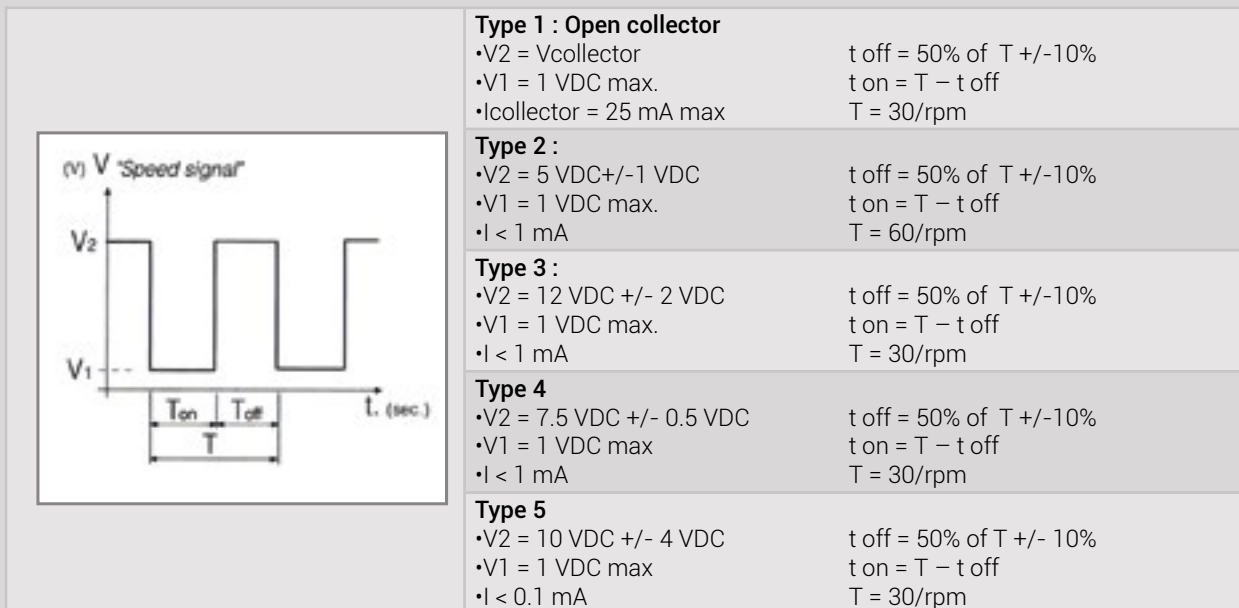 (V) V "Speed signal"
V2
V1
Ton Toff
T
t. (sec.)
Type 1 : Open collector
•V2 = Vcollector t off = 50% of T +/-10%
•V1 = 1 VDC max. t on = T – t off
•Icollector = 25 mA max T = 30/rpm
Type 2 :
•V2 = 5 VDC+/-1 VDC t off = 50% of T +/-10%
•V1 = 1 VDC max. t on = T – t off
•I < 1 mA T = 60/rpm
Type 3 :
•V2 = 12 VDC +/- 2 VDC t off = 50% of T +/-10%
•V1 = 1 VDC max. t on = T – t off
•I < 1 mA T = 30/rpm
Type 4
•V2 = 7.5 VDC +/- 0.5 VDC t off = 50% of T +/-10%
•V1 = 1 VDC max t on = T – t off
•I < 1 mA T = 30/rpm
Type 5
•V2 = 10 VDC +/- 4 VDC t off = 50% of T +/- 10%
•V1 = 1 VDC max t on = T – t off
•I < 0.1 mA T = 30/rpm